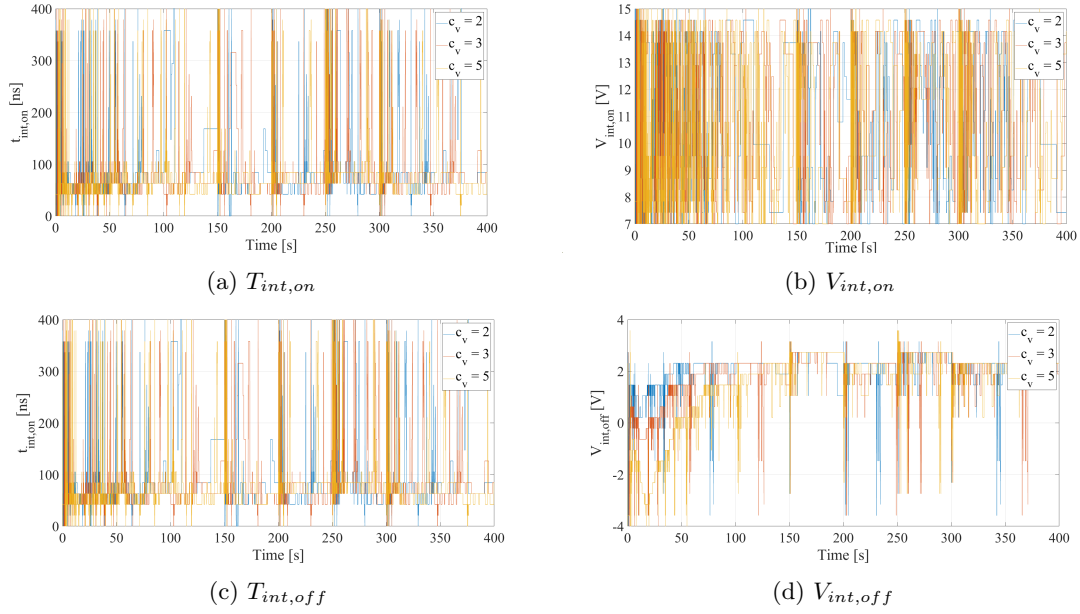 400
300
200
100
0
t_int,on [ns]
0 50 100 150 200 250 300 350 400
Time [s]
c_v = 2
c_v = 3
c_v = 5
(a) T_int,on
15
14
13
12
11
10
9
8
7
V_int,on [V]
0 50 100 150 200 250 300 350 400
Time [s]
c_v = 2
c_v = 3
c_v = 5
(b) V_int,on
400
300
200
100
0
t_int,on [ns]
0 50 100 150 200 250 300 350 400
Time [s]
c_v = 2
c_v = 3
c_v = 5
(c) T_int,off
4
2
0
-2
-4
V_int,off [V]
0 50 100 150 200 250 300 350 400
Time [s]
c_v = 2
c_v = 3
c_v = 5
(d) V_int,off